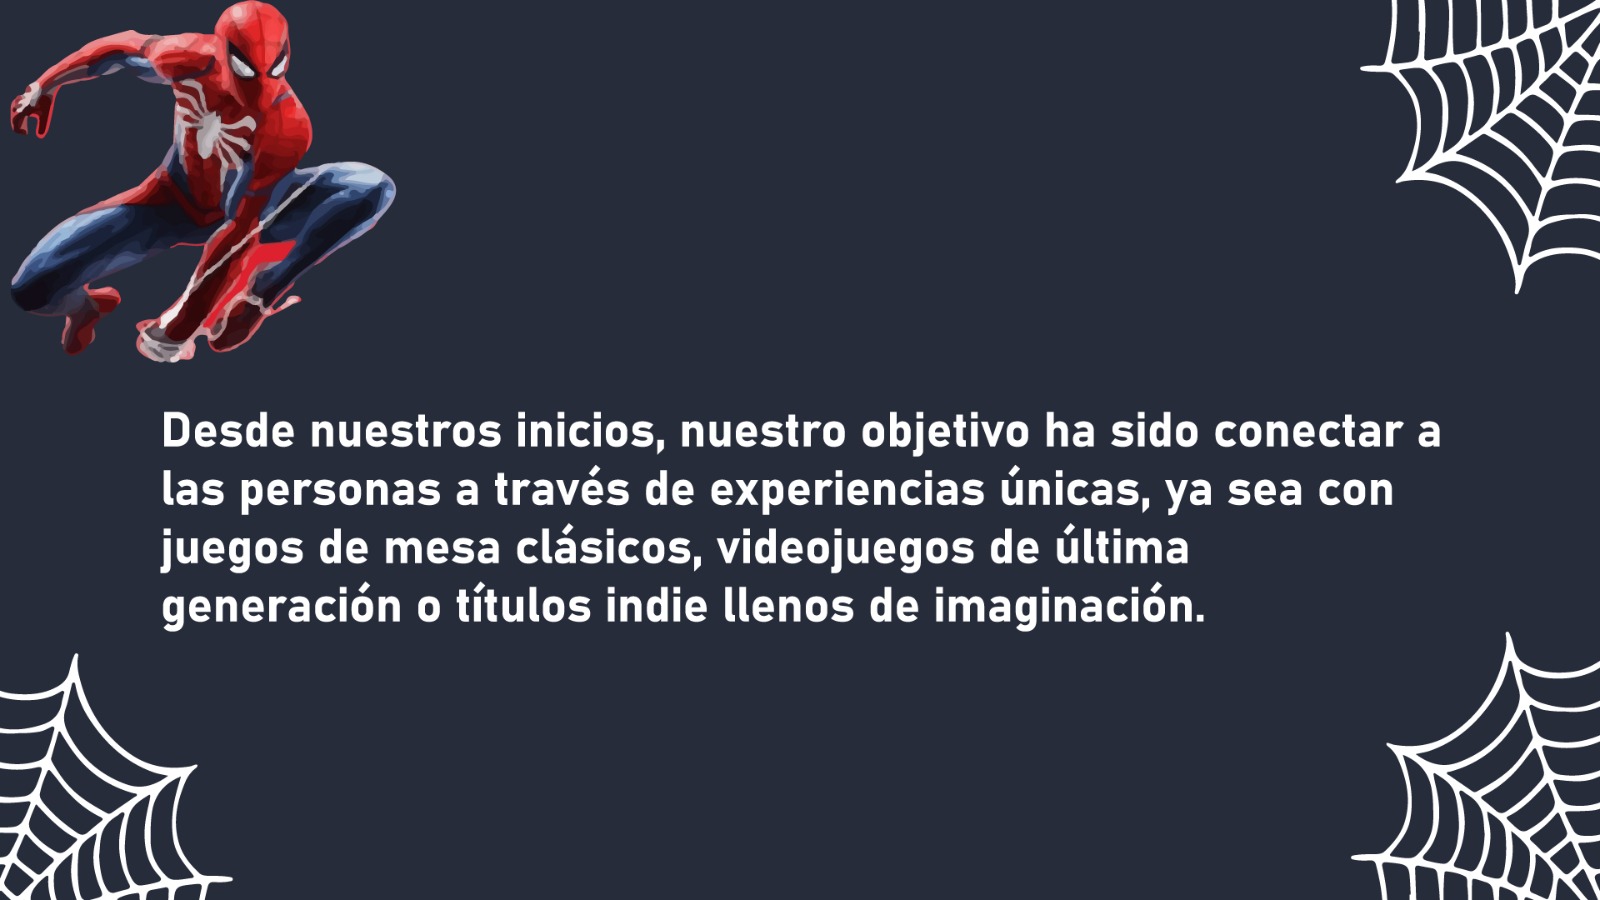 Desde nuestros inicios, nuestro objetivo ha sido conectar a
las personas a través de experiencias únicas, ya sea con
juegos de mesa clásicos, videojuegos de última
generación o títulos indie llenos de imaginación.